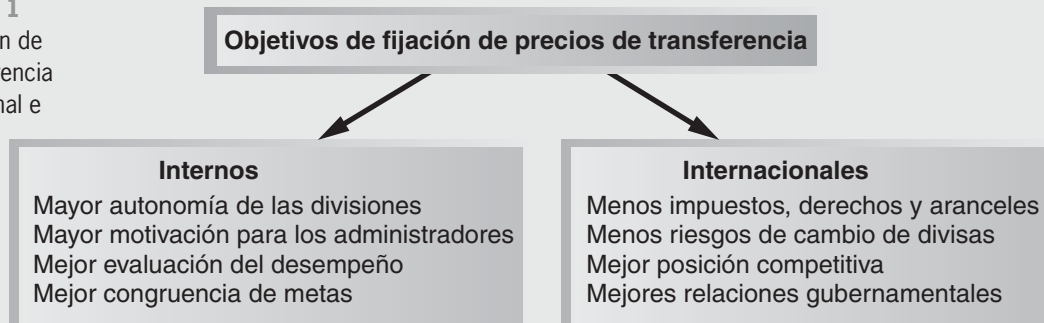 1
n de
encia
nal e
Objetivos de fijación de precios de transferencia
Internos
Mayor autonomía de las divisiones
Mayor motivación para los administradores
Mejor evaluación del desempeño
Mejor congruencia de metas
Internacionales
Menos impuestos, derechos y aranceles
Menos riesgos de cambio de divisas
Mejor posición competitiva
Mejores relaciones gubernamentales